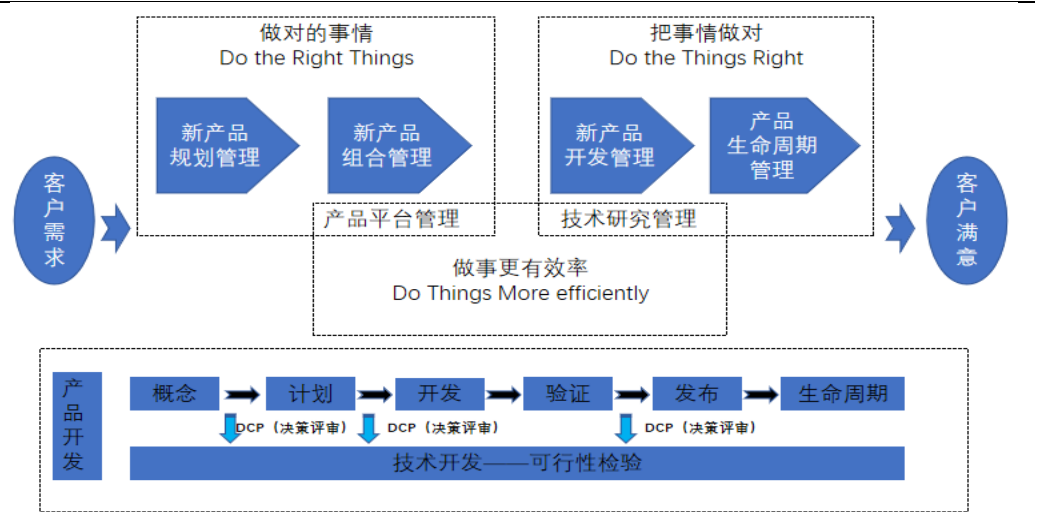 做对的事情
Do the Right Things
把事情做对
Do the Things Right
新产品
规划管理
新产品
组合管理
新产品
开发管理
产品
生命周期
管理
客户需求
客户满意
产品平台管理
技术研究管理
做事更有效率
Do Things More efficiently
产品开发
概念
计划
开发
验证
发布
生命周期
DCP（决策评审）
DCP（决策评审）
DCP（决策评审）
技术开发——可行性检验